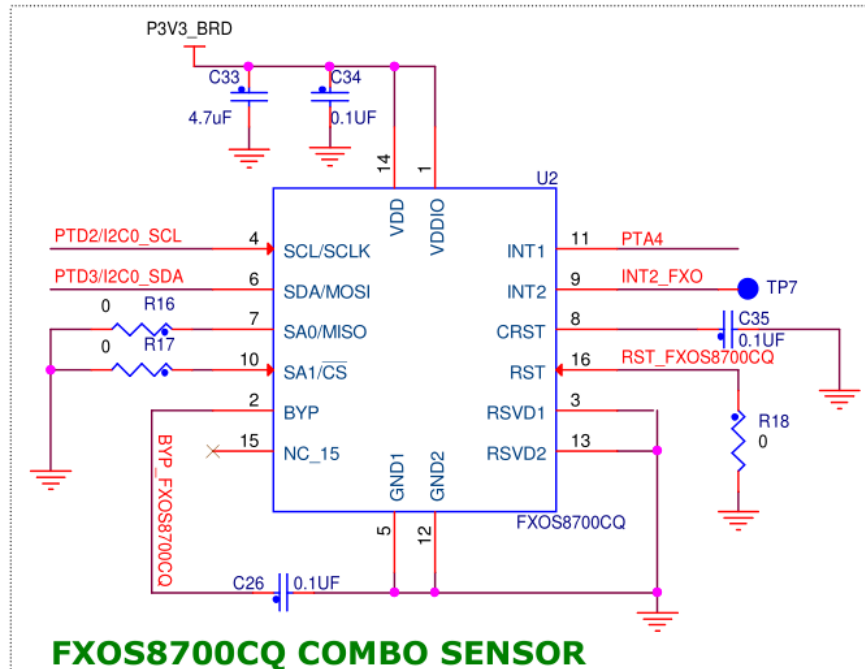 P3V3_BRD
C33
C34
4.7uF
0.1UF
14
1
U2
VDD
VDDIO
PTD2/I2C0_SCL
4
SCL/SCLK
INT1
11
PTA4
PTD3/I2C0_SDA
6
SDA/MOSI
INT2
9
INT2_FXO
TP7
0
R16
7
SA0/MISO
CRST
8
C35
0.1UF
0
R17
10
SA1/CS
RST
16
RST_FXOS8700CQ
2
BYP
RSVD1
3
R18
0
BYP_FXOS8700CQ
15
NC_15
RSVD2
13
GND1
GND2
FXOS8700CQ
5
12
C26
0.1UF
FXOS8700CQ COMBO SENSOR